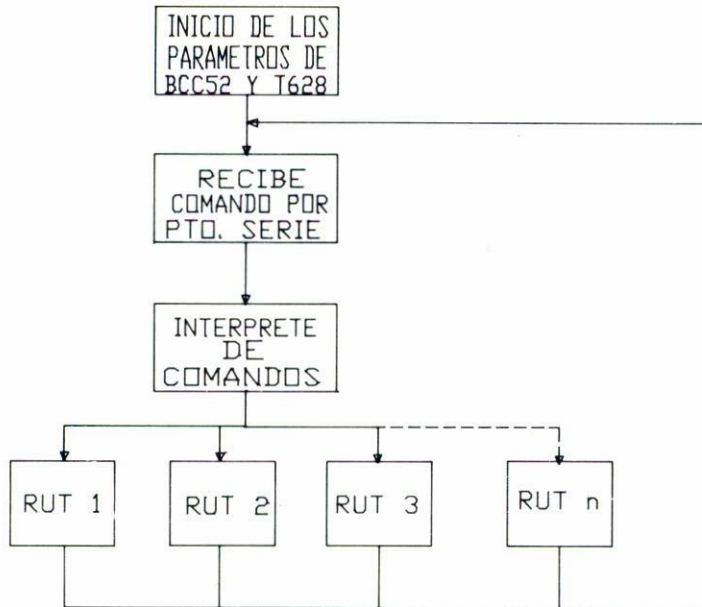 INICIO DE LOS
PARAMETROS DE
BCC52 Y T628
RECIBE
COMANDO POR
PTO. SERIE
INTERPRETE
DE
COMANDOS
RUT 1
RUT 2
RUT 3
RUT n